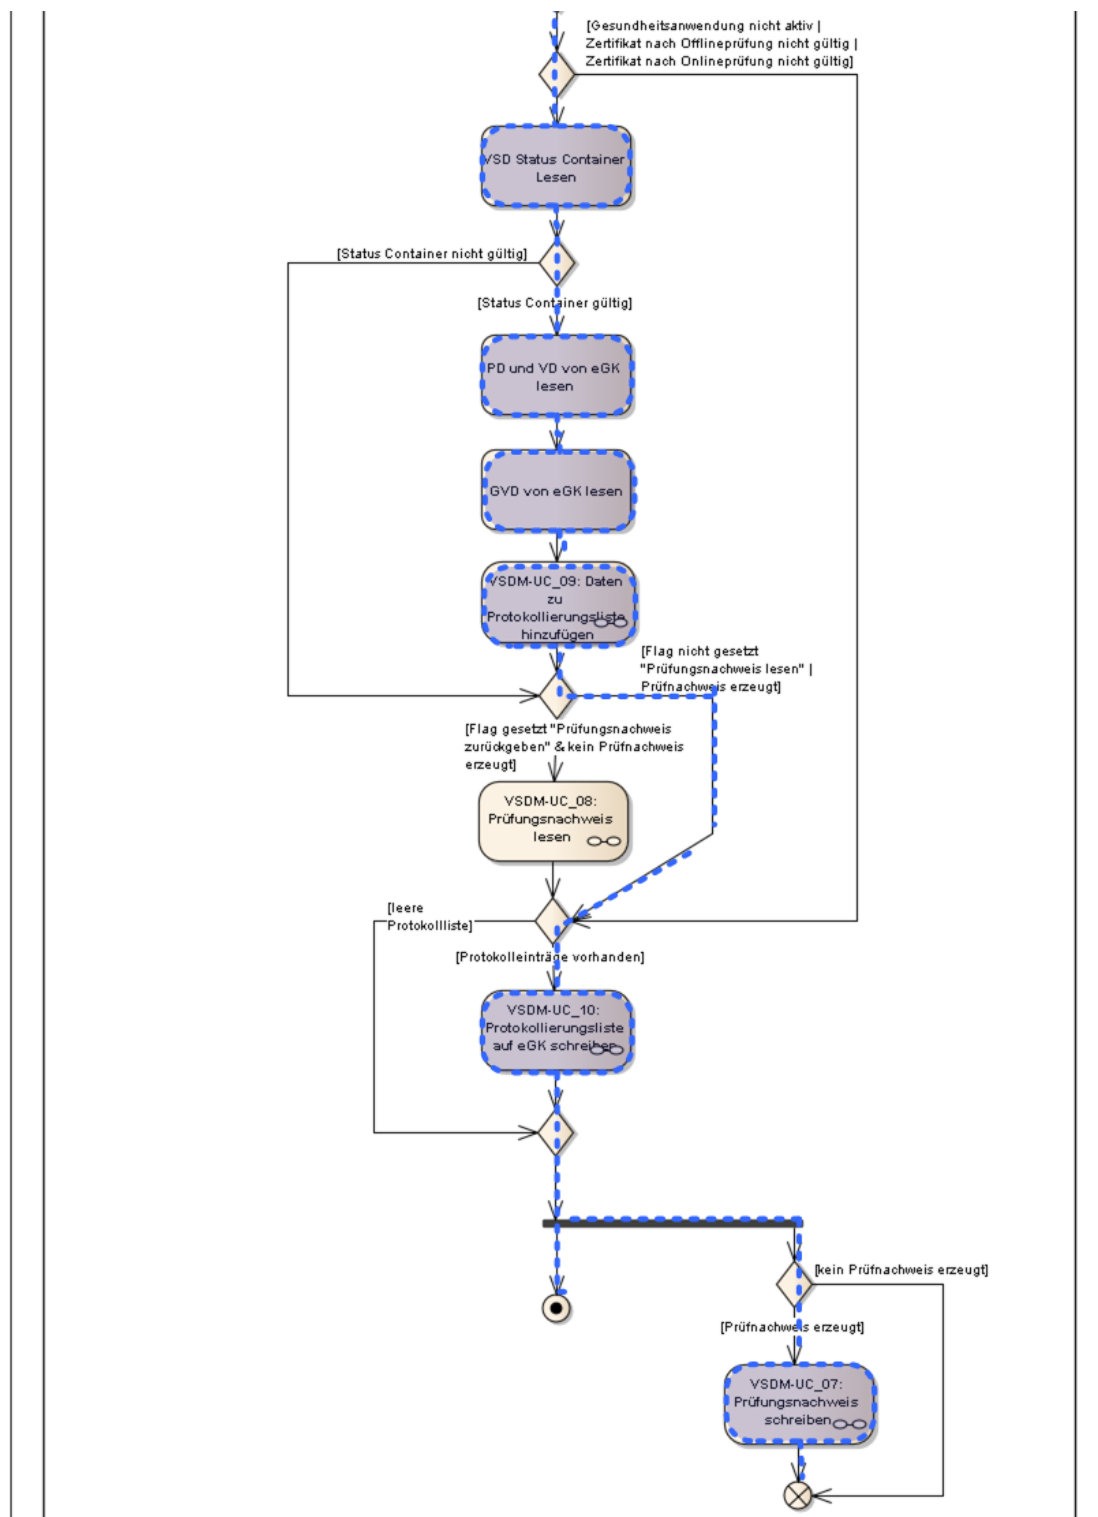 [Gesundheitsanwendung nicht aktiv |
Zertifikat nach Offlineprüfung nicht gültig |
Zertifikat nach Onlineprüfung nicht gültig]
VSD Status Container
Lesen
[Status Container nicht gültig]
[Status Container gültig]
PD und VD von eGK
lesen
GVD von eGK lesen
VSDM-UC_09: Daten
zu
Protokollierungsliste
hinzufügen
[Flag nicht gesetzt
"Prüfungsnachweis lesen" |
Prüfnachweis erzeugt]
[Flag gesetzt "Prüfungsnachweis
zurückgeben" & kein Prüfnachweis
erzeugt]
VSDM-UC_08:
Prüfungsnachweis
lesen
[leere
Protokollliste]
[Protokolleinträge vorhanden]
VSDM-UC_10:
Protokollierungsliste
auf eGK schreiben
[kein Prüfnachweis erzeugt]
[Prüfnachweis erzeugt]
VSDM-UC_07:
Prüfungsnachweis
schreiben